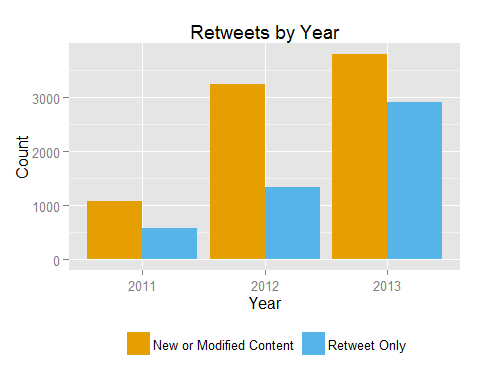 Retweets by Year
Count
3000
2000
1000
0
2011 2012 2013
Year
New or Modified Content Retweet Only